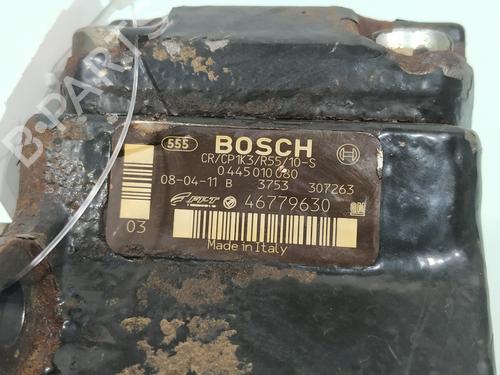 B-PART
555 BOSCH
CR/CP1K3/R55/10-S
0 445 010 080
08-04-11 B 3753 307263
46779630
03
Made in Italy